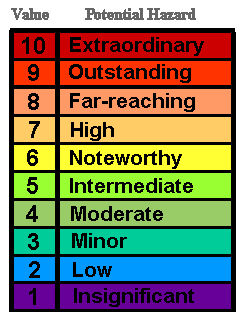 Value Potential Hazard
10 Extraordinary
9 Outstanding
8 Far-reaching
7 High
6 Noteworthy
5 Intermediate
4 Moderate
3 Minor
2 Low
1 Insignificant